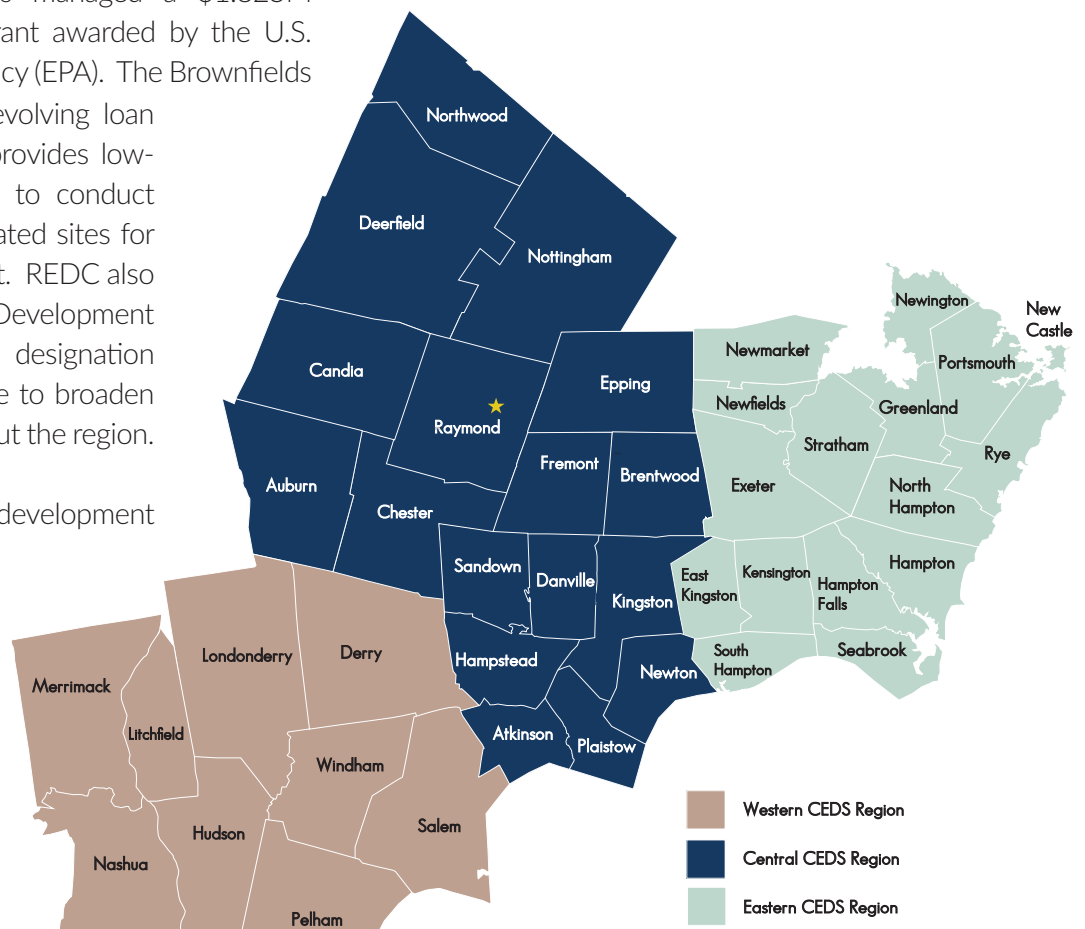 managed a
rant awarded by the U.S.
cy (EPA). The Brownfields
evolving loan
provides low-
to conduct
ated sites for
t. REDC also
Development
designation
e to broaden
ut the region.
development
Northwood
Deerfield
Nottingham
Newington
New
Castle
Newmarket
Portsmouth
Candia
Epping
Newfields
Greenland
Raymond
Stratham
Rye
Fremont
Brentwood
Auburn
Exeter
North
Hampton
Chester
Sandown
Danville
East
Kingston
Kensington
Hampton
Falls
Hampton
Kingston
Londonderry
Derry
Hampstead
Newton
South
Hampton
Seabrook
Merrimack
Litchfield
Atkinson
Plaistow
Windham
Hudson
Salem
Nashua
Pelham
Western CEDS Region
Central CEDS Region
Eastern CEDS Region